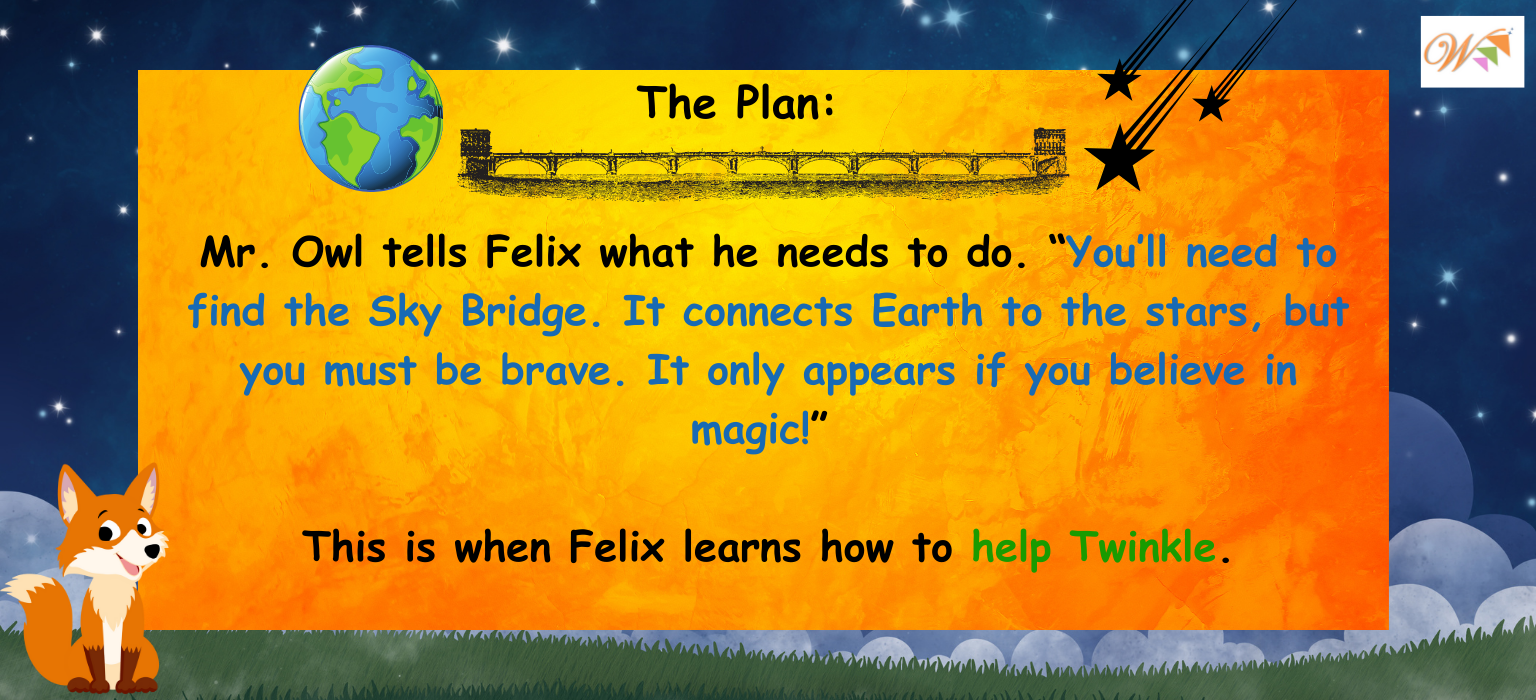 W
The Plan:
Mr. Owl tells Felix what he needs to do. “You’ll need to
find the Sky Bridge. It connects Earth to the stars, but
you must be brave. It only appears if you believe in
magic!”
This is when Felix learns how to help Twinkle.